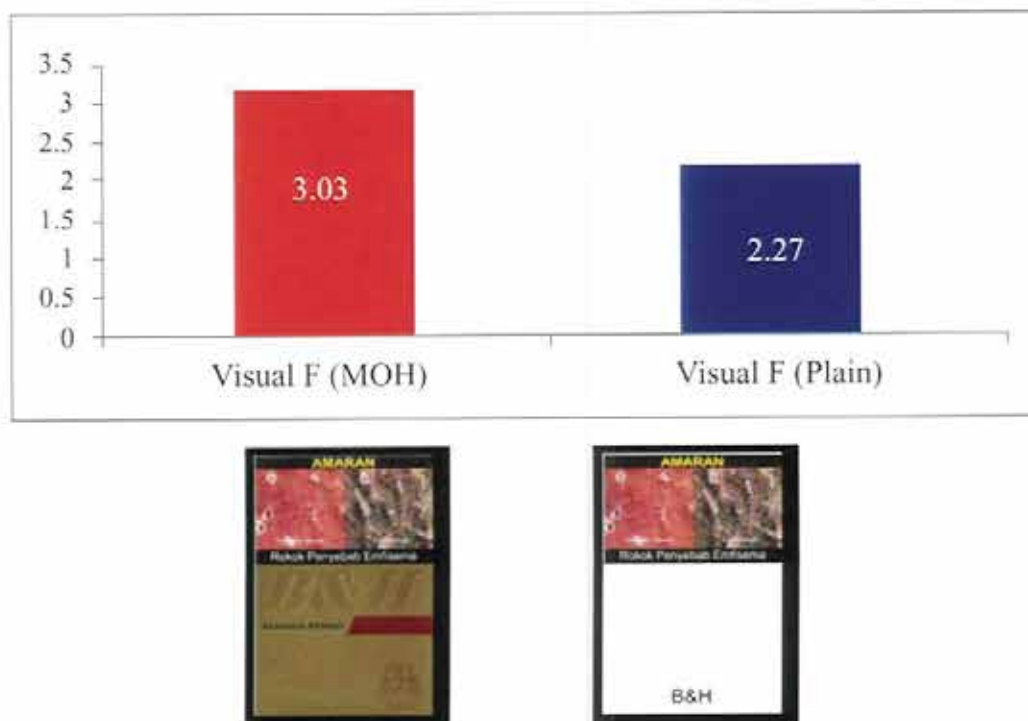 3.5
3
2.5
2
1.5
1
0.5
0
3.03
2.27
Visual F (MOH)
Visual F (Plain)
AMARAN
Rokok Penyebab Emfisema
B&H
AMARAN
Rokok Penyebab Emfisema
B&H